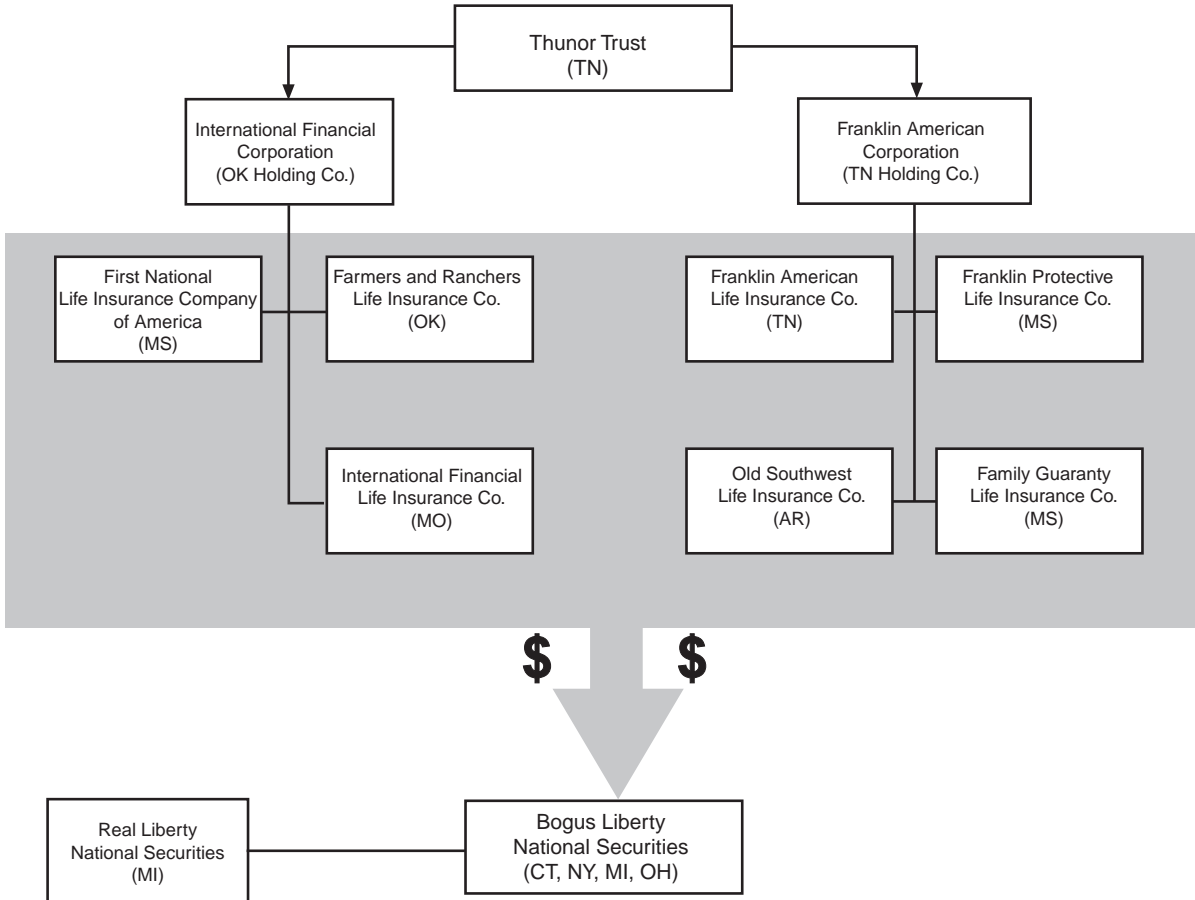 Thunor Trust
(TN)
International Financial
Corporation
(OK Holding Co.)
Franklin American
Corporation
(TN Holding Co.)
First National
Life Insurance Company
of America
(MS)
Farmers and Ranchers
Life Insurance Co.
(OK)
Franklin American
Life Insurance Co.
(TN)
Franklin Protective
Life Insurance Co.
(MS)
International Financial
Life Insurance Co.
(MO)
Old Southwest
Life Insurance Co.
(AR)
Family Guaranty
Life Insurance Co.
(MS)
$ $
Real Liberty
National Securities
(MI)
Bogus Liberty
National Securities
(CT, NY, MI, OH)